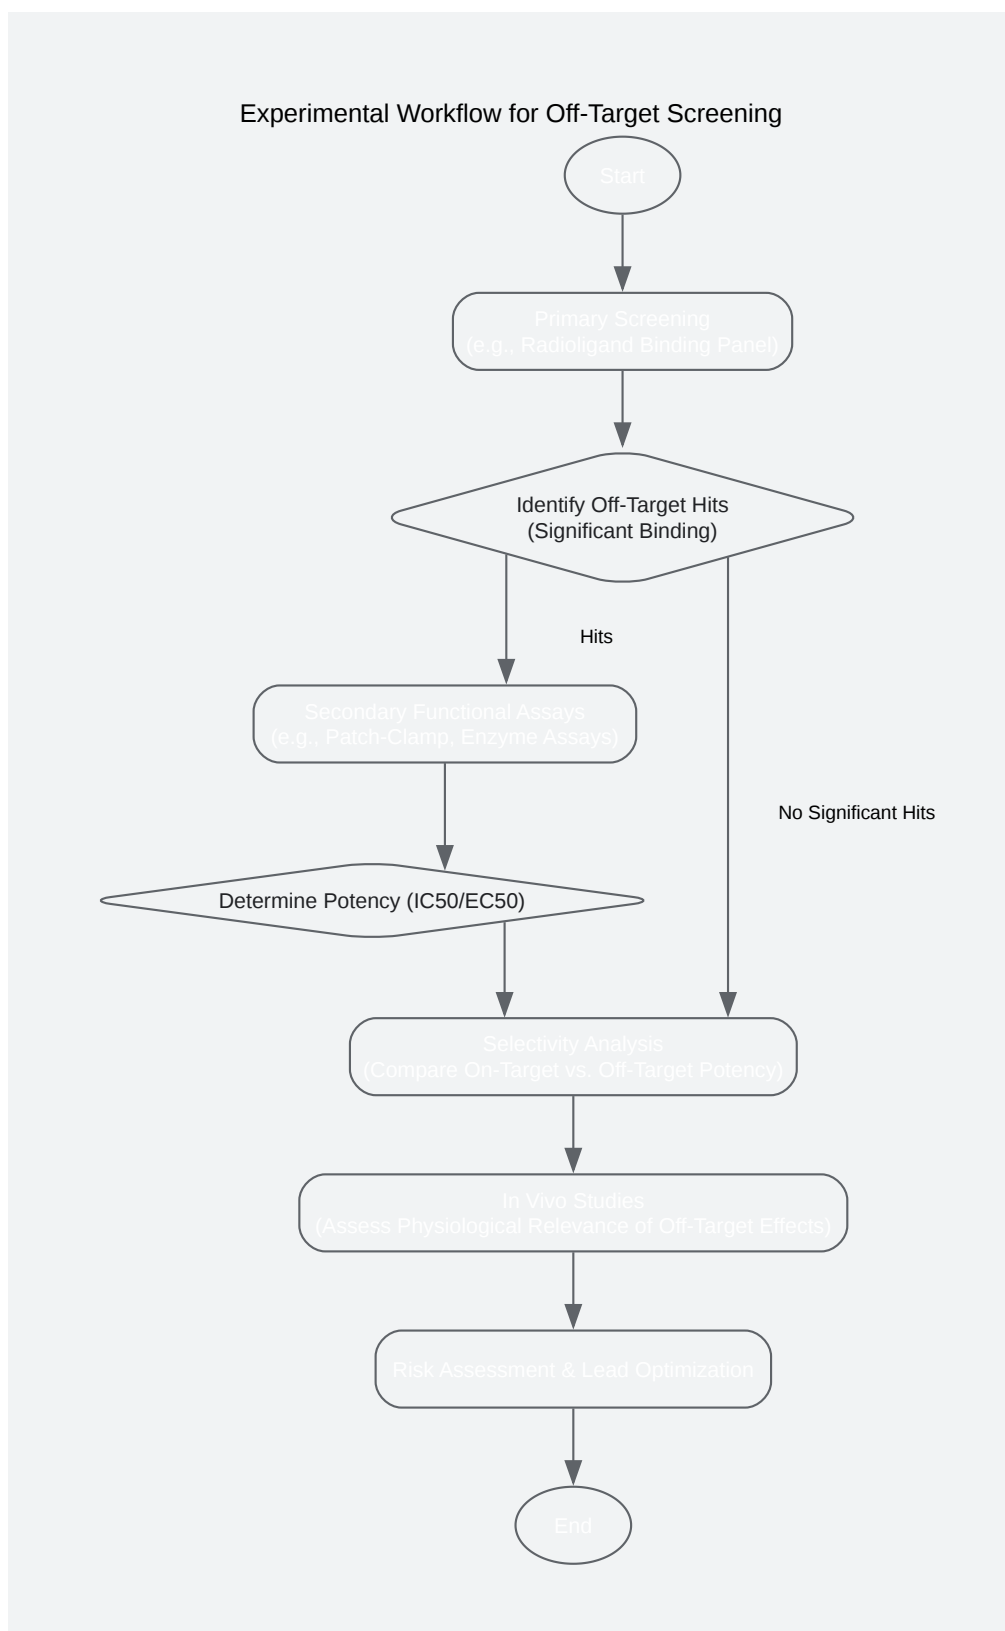 Experimental Workflow for Off-Target Screening
Start
Primary Screening
(e.g., Radioligand Binding Panel)
Identify Off-Target Hits
(Significant Binding)
Hits
Secondary Functional Assays
(e.g., Patch-Clamp, Enzyme Assays)
No Significant Hits
Determine Potency (IC50/EC50)
Selectivity Analysis
(Compare On-Target vs. Off-Target Potency)
In Vivo Studies
(Assess Physiological Relevance of Off-Target Effects)
Risk Assessment & Lead Optimization
End